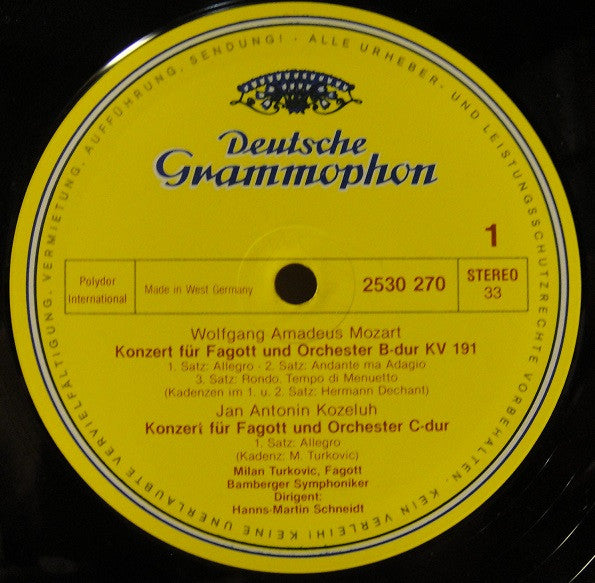 Deutsche
Grammophon
1
Polydor
International
Made in West Germany
2530 270
STEREO
33
Wolfgang Amadeus Mozart
Konzert für Fagott und Orchester B-dur KV 191
1. Satz: Allegro · 2. Satz: Andante ma Adagio
3. Satz: Rondo. Tempo di Menuetto
(Kadenzen im 1. u. 2. Satz: Hermann Dechant)
Jan Antonin Kozeluh
Konzert für Fagott und Orchester C-dur
1. Satz: Allegro
(Kadenz: M. Turkovic)
Milan Turkovic, Fagott
Bamberger Symphoniker
Dirigent:
Hanns-Martin Schneidt
ALLE URHEBER- UND LEISTUNGSSCHUTZRECHTE VORBEHALTEN. KEIN VERLEIH! KEINE UNERLAUBTE VERVIELFÄLTIGUNG, VERMIETUNG, AUFFÜHRUNG, SENDUNG! -